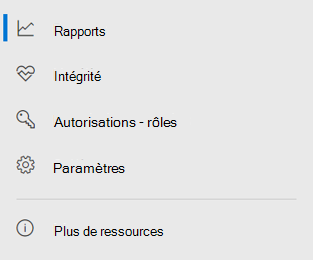 Rapports
Intégrité
Autorisations - rôles
Paramètres
Plus de ressources